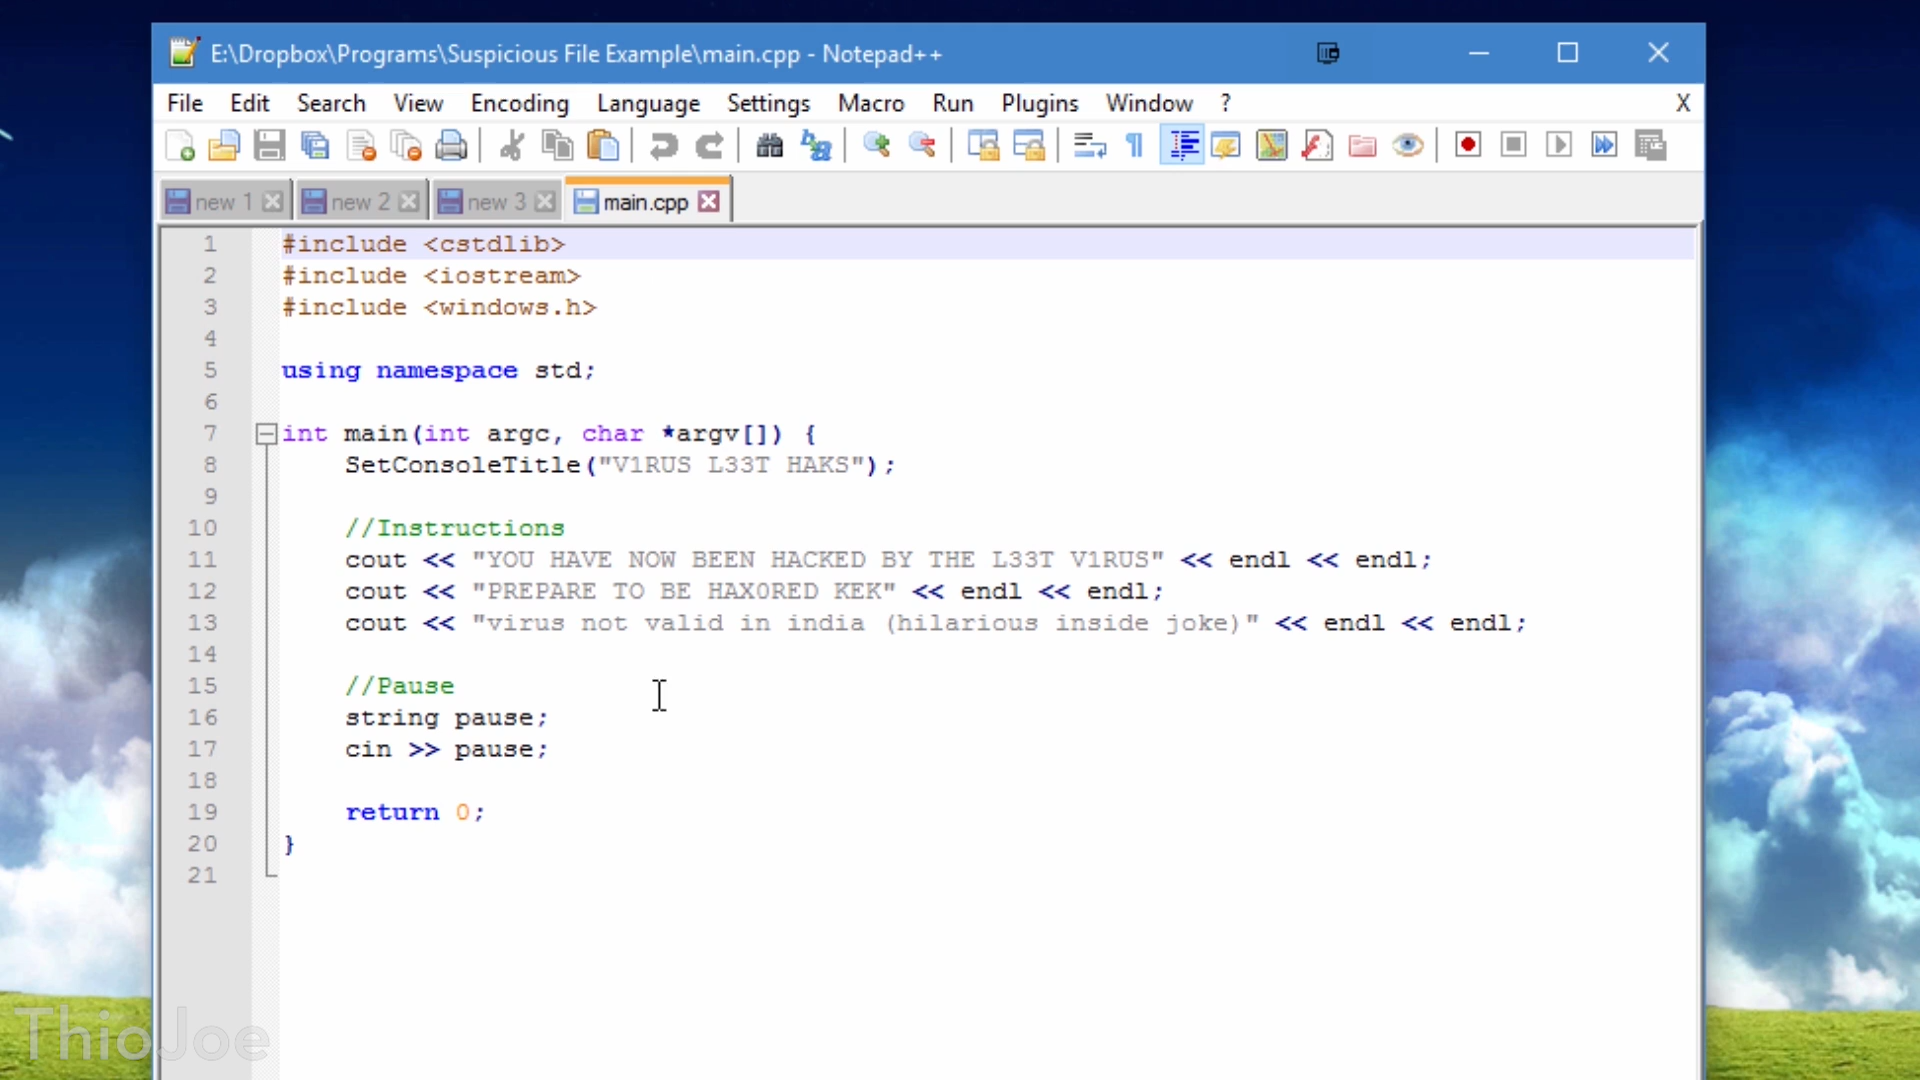 E:\Dropbox\Programs\Suspicious File Example\main.cpp - Notepad++
File Edit Search View Encoding Language Settings Macro Run Plugins Window ? X
new 1 new 2 new 3 main.cpp
1 #include <cstdlib>
2 #include <iostream>
3 #include <windows.h>
4
5 using namespace std;
6
7 int main(int argc, char *argv[]) {
8 SetConsoleTitle("V1RUS L33T HAKS");
9
10 //Instructions
11 cout << "YOU HAVE NOW BEEN HACKED BY THE L33T V1RUS" << endl << endl;
12 cout << "PREPARE TO BE HAX0RED KEK" << endl << endl;
13 cout << "virus not valid in india (hilarious inside joke)" << endl << endl;
14
15 //Pause
16 string pause;
17 cin >> pause;
18
19 return 0;
20 }
21
ThioJoe